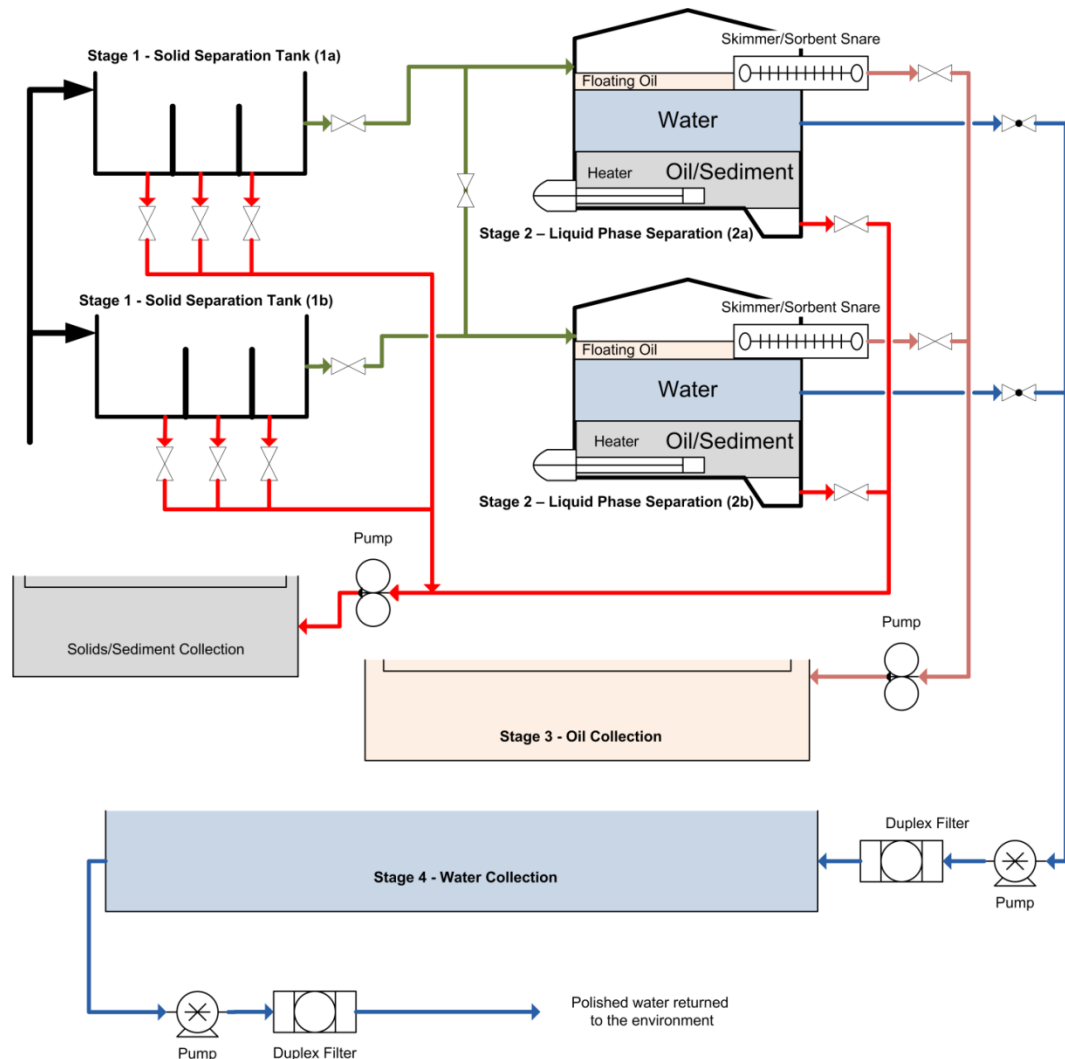 Skimmer/Sorbent Snare
Stage 1 - Solid Separation Tank (1a)
Floating Oil
Water
Heater
Oil/Sediment
Stage 2 – Liquid Phase Separation (2a)
Stage 1 - Solid Separation Tank (1b)
Skimmer/Sorbent Snare
Floating Oil
Water
Heater
Oil/Sediment
Stage 2 – Liquid Phase Separation (2b)
Pump
Solids/Sediment Collection
Pump
Stage 3 - Oil Collection
Duplex Filter
Stage 4 - Water Collection
Pump
Polished water returned
to the environment
Pump
Duplex Filter